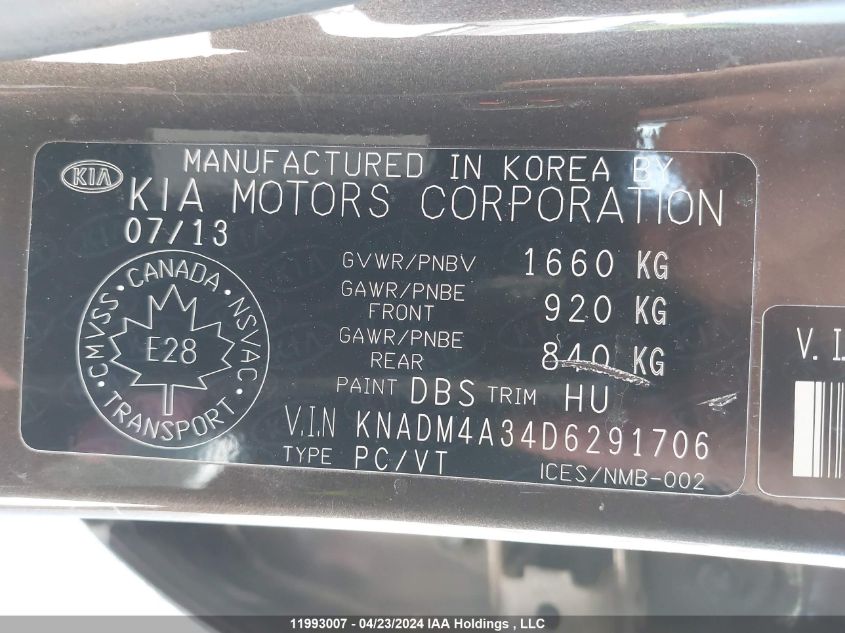 MANUFACTURED IN KOREA BY
KIA
KIA MOTORS CORPORATION
07/13
GVWR/PNBV 1660 KG
GAWR/PNBE FRONT 920 KG
GAWR/PNBE REAR 840 KG
CANADA
CMVSS NSVAC
E28
TRANSPORT
PAINT DBS TRIM HU
V.I.N KNADM4A34D6291706
TYPE PC/VT
ICES/NMB-002
V. I
11993007 - 04/23/2024 IAA Holdings , LLC